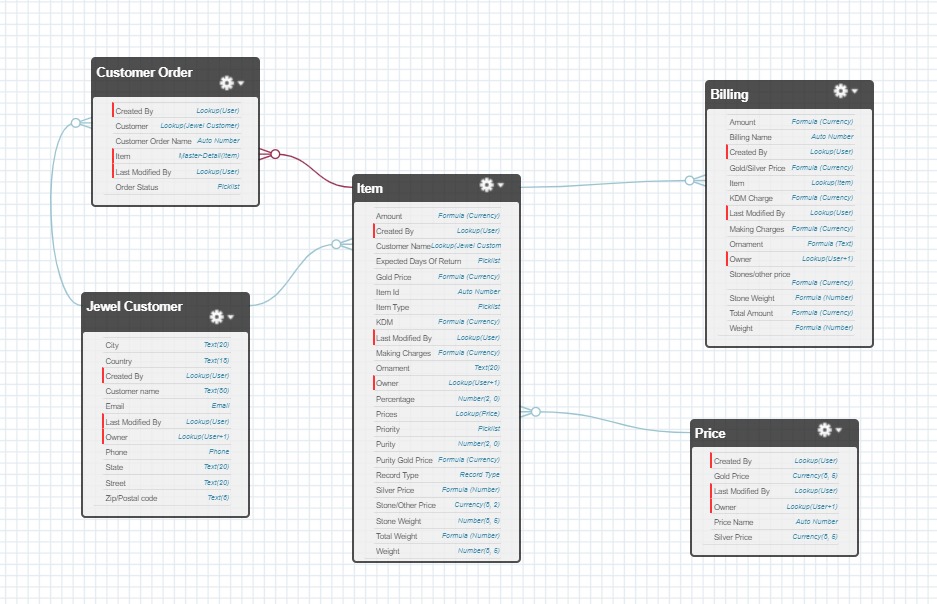 Customer Order
Created By Lookup(User)
Customer Lookup(Jewel Customer)
Customer Order Name Auto Number
Item Master-Detail(Item)
Last Modified By Lookup(User)
Order Status Picklist
Jewel Customer
City Text(20)
Country Text(15)
Created By Lookup(User)
Customer name Text(50)
Email Email
Last Modified By Lookup(User)
Owner Lookup(User+1)
Phone Phone
State Text(20)
Street Text(20)
Zip/Postal code Text(6)
Item
Amount Formula (Currency)
Created By Lookup(User)
Customer Name Lookup(Jewel Custom
Expected Days Of Return Picklist
Gold Price Formula (Currency)
Item Id Auto Number
Item Type Picklist
KDM Formula (Currency)
Last Modified By Lookup(User)
Making Charges Formula (Currency)
Ornament Text(20)
Owner Lookup(User+1)
Percentage Number(2, 0)
Prices Lookup(Price)
Priority Picklist
Purity Number(2, 0)
Purity Gold Price Formula (Currency)
Record Type Record Type
Silver Price Formula (Number)
Stone/Other Price Currency(6, 2)
Stone Weight Number(6, 5)
Total Weight Formula (Number)
Weight Number(6, 5)
Billing
Amount Formula (Currency)
Billing Name Auto Number
Created By Lookup(User)
Gold/Silver Price Formula (Currency)
Item Lookup(Item)
KDM Charge Formula (Currency)
Last Modified By Lookup(User)
Making Charges Formula (Currency)
Ornament Formula (Text)
Owner Lookup(User+1)
Stones/other price
Formula (Currency)
Stone Weight Formula (Number)
Total Amount Formula (Currency)
Weight Formula (Number)
Price
Created By Lookup(User)
Gold Price Currency(6, 5)
Last Modified By Lookup(User)
Owner Lookup(User+1)
Price Name Auto Number
Silver Price Currency(6, 5)